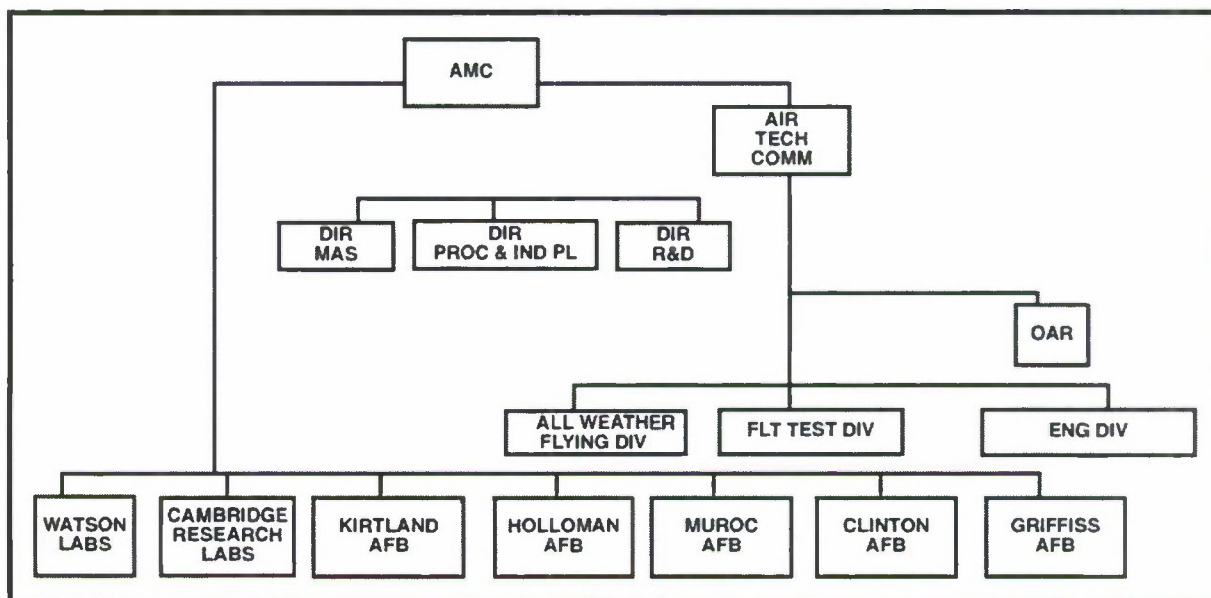 AMC
AIR
TECH
COMM
DIR
MAS
DIR
PROC & IND PL
DIR
R&D
OAR
ALL WEATHER
FLYING DIV
FLT TEST DIV
ENG DIV
WATSON
LABS
CAMBRIDGE
RESEARCH
LABS
KIRTLAND
AFB
HOLLOMAN
AFB
MUROC
AFB
CLINTON
AFB
GRIFFISS
AFB